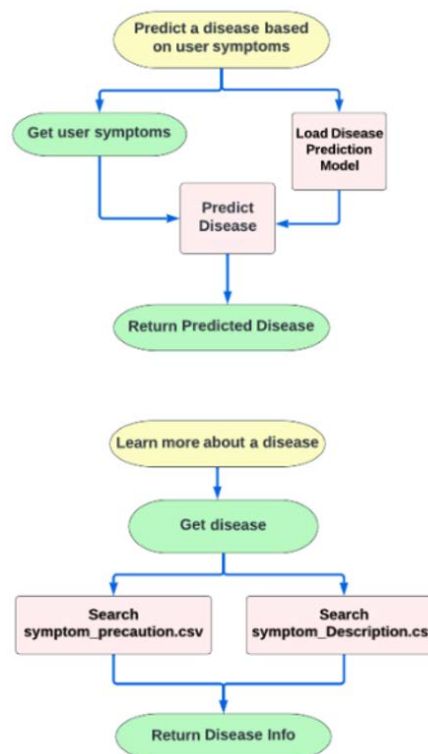 Predict a disease based
on user symptoms
Get user symptoms
Load Disease
Prediction
Model
Predict
Disease
Return Predicted Disease
Learn more about a disease
Get disease
Search
symptom_precaution.csv
Search
symptom_Description.cs
Return Disease Info